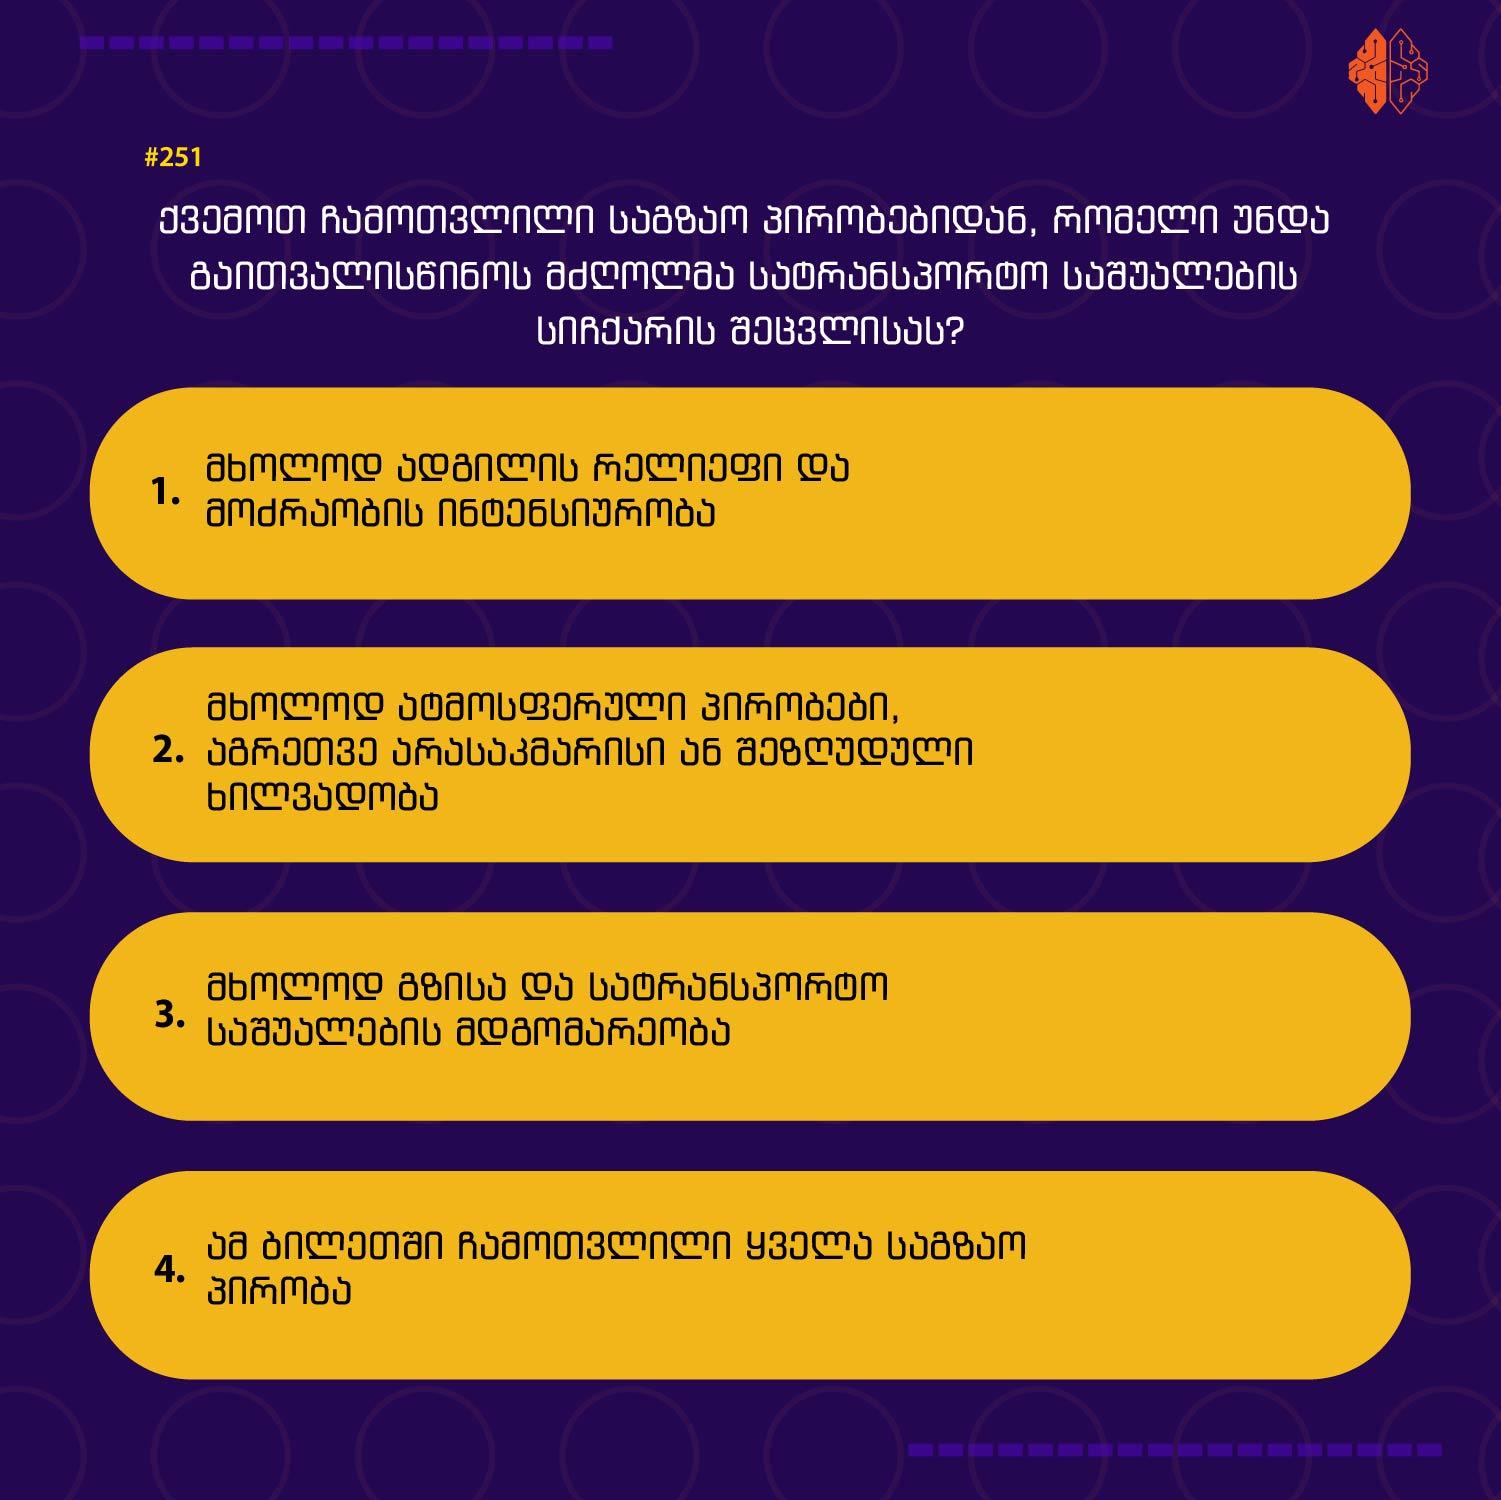 #251
ქვემოთ ჩამოთვლილი საგზაო პირობებიდან, რომელი უნდა
გაითვალისწინოს მძღოლმა სატრანსპორტო საშუალების
სიჩქარის შეცვლისას?
1. მხოლოდ ადგილის რელიეფი და
მოძრაობის ინტენსიურობა
2. მხოლოდ ატმოსფერული პირობები,
აგრეთვე არასაკმარისი ან შეზღუდული
ხილვადობა
3. მხოლოდ გზისა და სატრანსპორტო
საშუალების მდგომარეობა
4. ამ ბილეთში ჩამოთვლილი ყველა საგზაო
პირობა